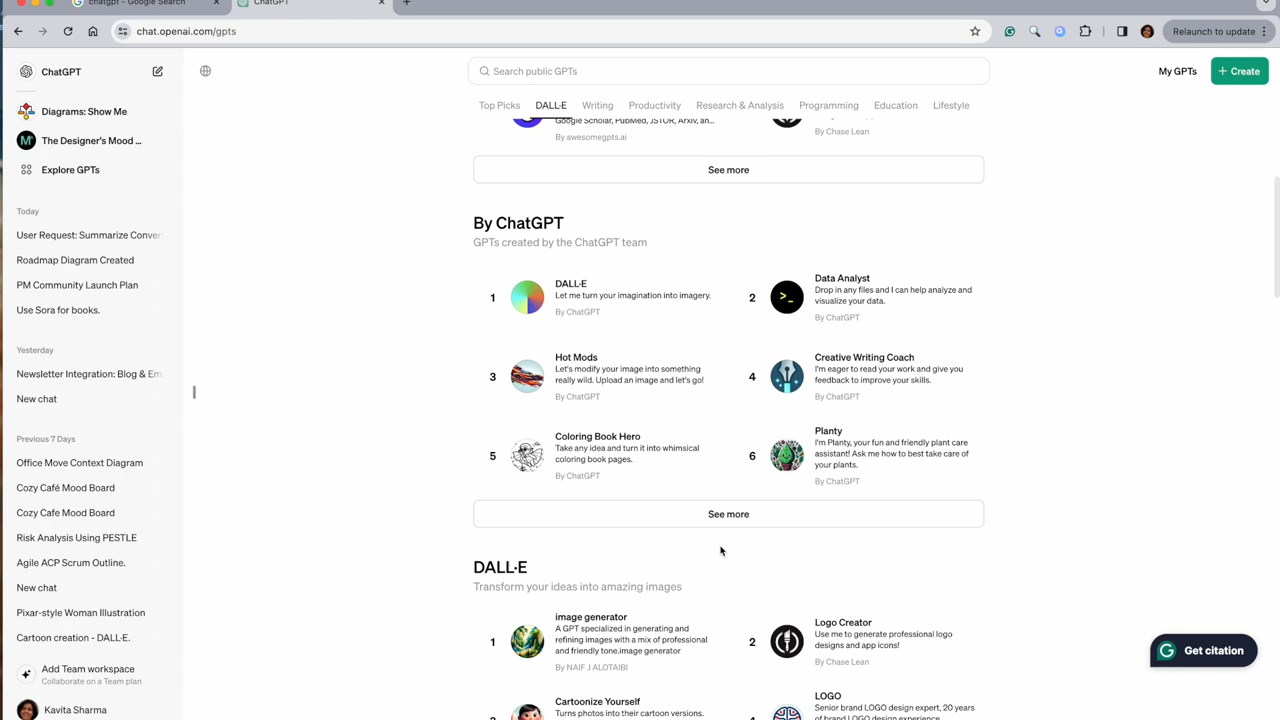 chatgpt - Google Search
ChatGPT
chat.openai.com/gpts
Relaunch to update
ChatGPT
Diagrams: Show Me
The Designer's Mood ...
Explore GPTs
Today
User Request: Summarize Conver
Roadmap Diagram Created
PM Community Launch Plan
Use Sora for books.
Yesterday
Newsletter Integration: Blog & Em
New chat
Previous 7 Days
Office Move Context Diagram
Cozy Café Mood Board
Cozy Cafe Mood Board
Risk Analysis Using PESTLE
Agile ACP Scrum Outline.
New chat
Pixar-style Woman Illustration
Cartoon creation - DALL·E.
Add Team workspace
Collaborate on a Team plan
Kavita Sharma
Search public GPTs
My GPTs
+ Create
Top Picks DALL·E Writing Productivity Research & Analysis Programming Education Lifestyle
Google Scholar, PubMed, JSTOR, Arxiv, an...
By awesomegpts.ai
By Chase Lean
See more
By ChatGPT
GPTs created by the ChatGPT team
1
DALL·E
Let me turn your imagination into imagery.
By ChatGPT
2
Data Analyst
Drop in any files and I can help analyze and
visualize your data.
By ChatGPT
3
Hot Mods
Let's modify your image into something
really wild. Upload an image and let's go!
By ChatGPT
4
Creative Writing Coach
I'm eager to read your work and give you
feedback to improve your skills.
By ChatGPT
5
Coloring Book Hero
Take any idea and turn it into whimsical
coloring book pages.
By ChatGPT
6
Planty
I'm Planty, your fun and friendly plant care
assistant! Ask me how to best take care of
your plants.
By ChatGPT
See more
DALL·E
Transform your ideas into amazing images
1
image generator
A GPT specialized in generating and
refining images with a mix of professional
and friendly tone.image generator
By NAIF J ALOTAIBI
2
Logo Creator
Use me to generate professional logo
designs and app icons!
By Chase Lean
Cartoonize Yourself
Turns photos into their cartoon versions.
LOGO
Senior brand LOGO design expert, 20 years
of brand LOGO design experience
Get citation